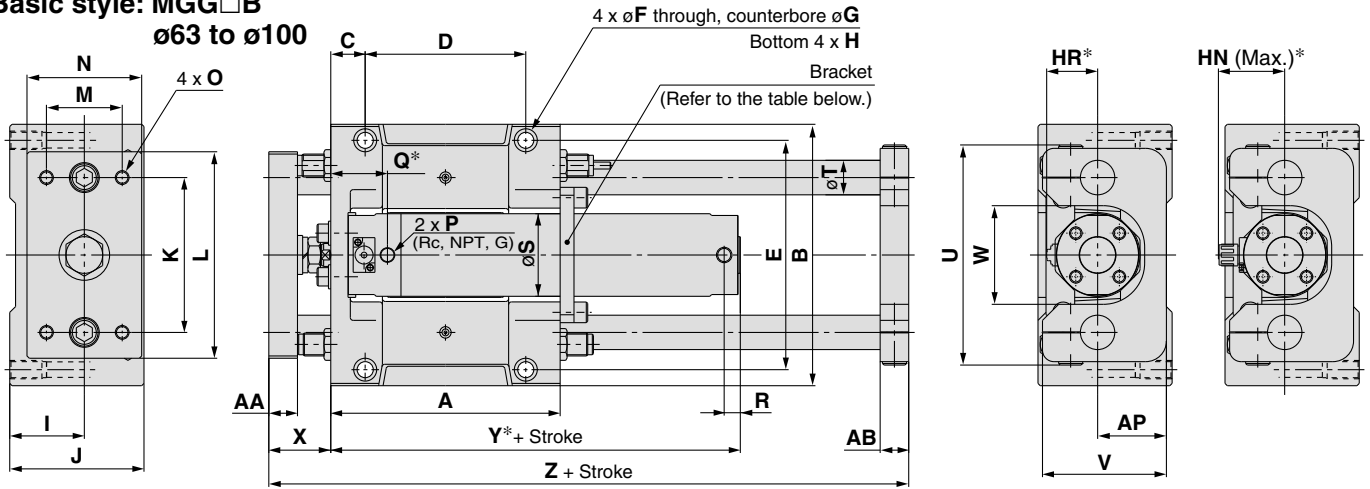 Basic style: MGG□B
ø63 to ø100
N
M
4 x O
K
L
I
J
C
D
4 x øF through, counterbore øG
Bottom 4 x H
Bracket
(Refer to the table below.)
Q*
2 x P
(Rc, NPT, G)
øS
øT
E
B
AA
A
R
X
Y*+ Stroke
AB
Z + Stroke
HR*
HN (Max.)*
U
W
AP
V